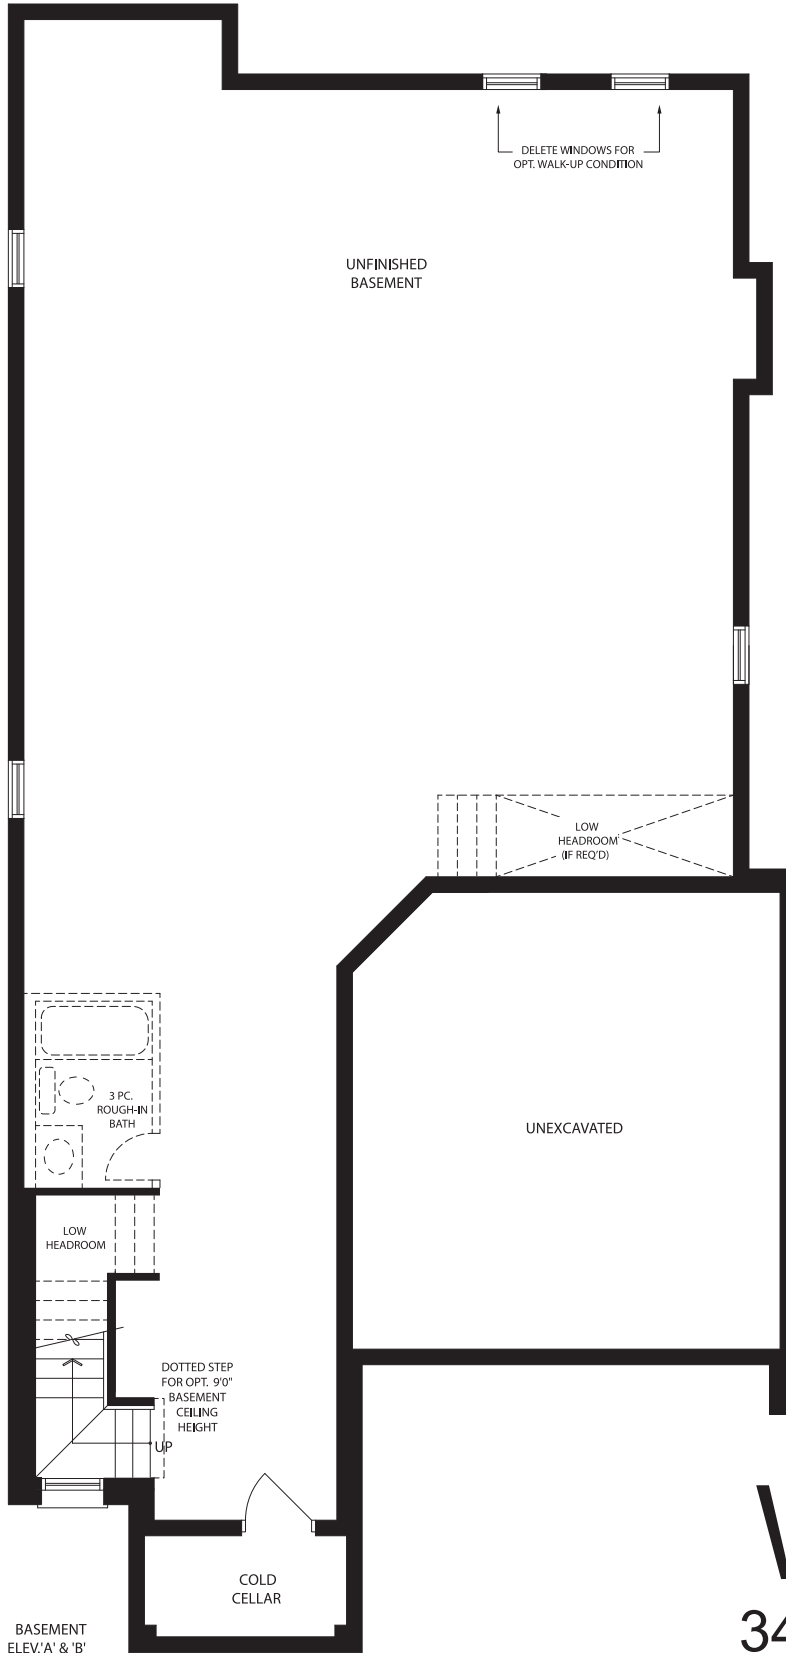 DELETE WINDOWS FOR
OPT. WALK-UP CONDITION
UNFINISHED
BASEMENT
LOW
HEADROOM
(IF REQ'D)
3 PC.
ROUGH-IN
BATH
UNEXCAVATED
LOW
HEADROOM
DOTTED STEP
FOR OPT. 9'0"
BASEMENT
CEILING
HEIGHT
UP
COLD
CELLAR
BASEMENT
ELEV.'A' & 'B'
34